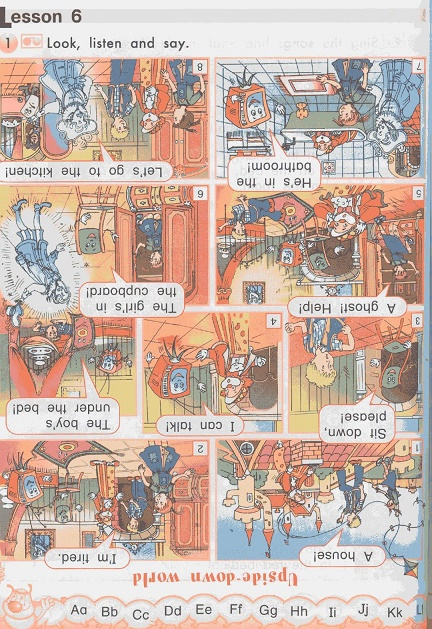 Lesson 6
1 Look, listen and say.
Upside-down world
1
A house!
2
I'm tired.
3
Sit down,
please!
4
I can talk!
The boy's
under the bed!
5
A ghost! Help!
6
The girl's in
the cupboard!
7
He's in the
bathroom!
8
Let's go to the kitchen!
Aa Bb Cc Dd Ee Ff Gg Hh Ii Jj Kk